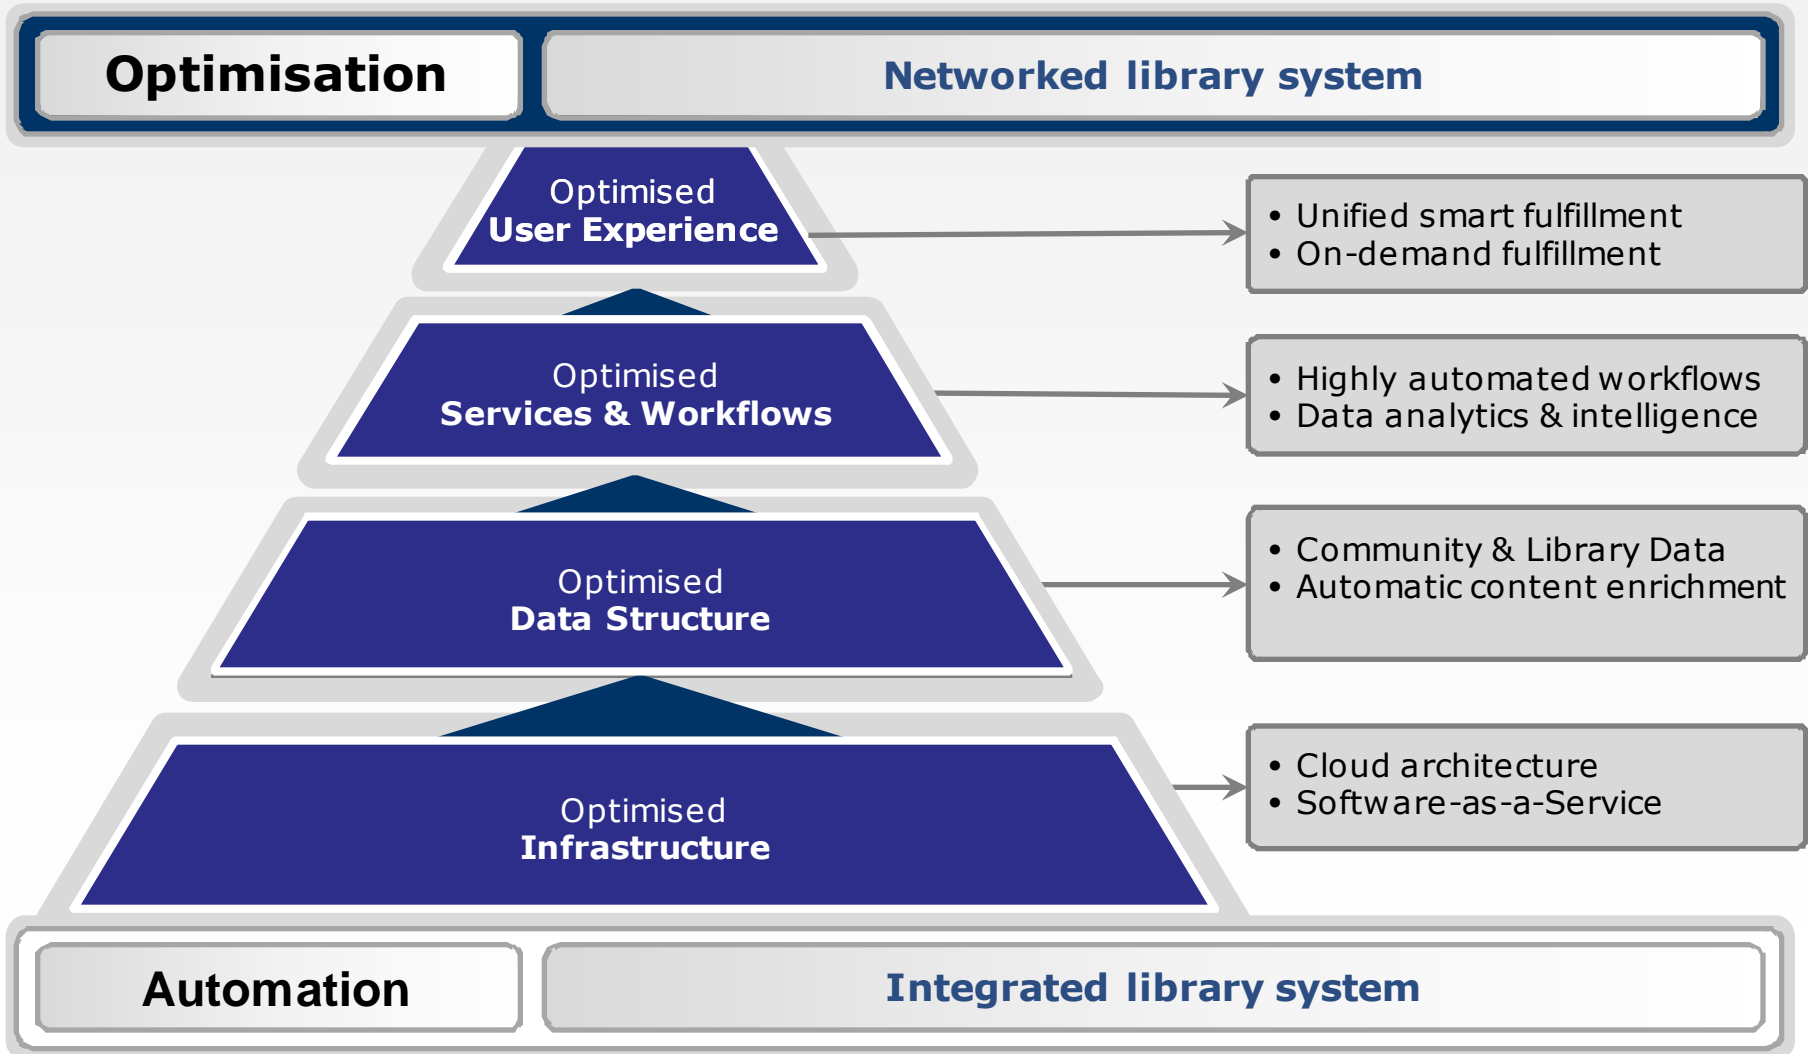 Optimisation
Networked library system
Optimised
User Experience
• Unified smart fulfillment
• On-demand fulfillment
Optimised
Services & Workflows
• Highly automated workflows
• Data analytics & intelligence
Optimised
Data Structure
• Community & Library Data
• Automatic content enrichment
Optimised
Infrastructure
• Cloud architecture
• Software-as-a-Service
Automation
Integrated library system